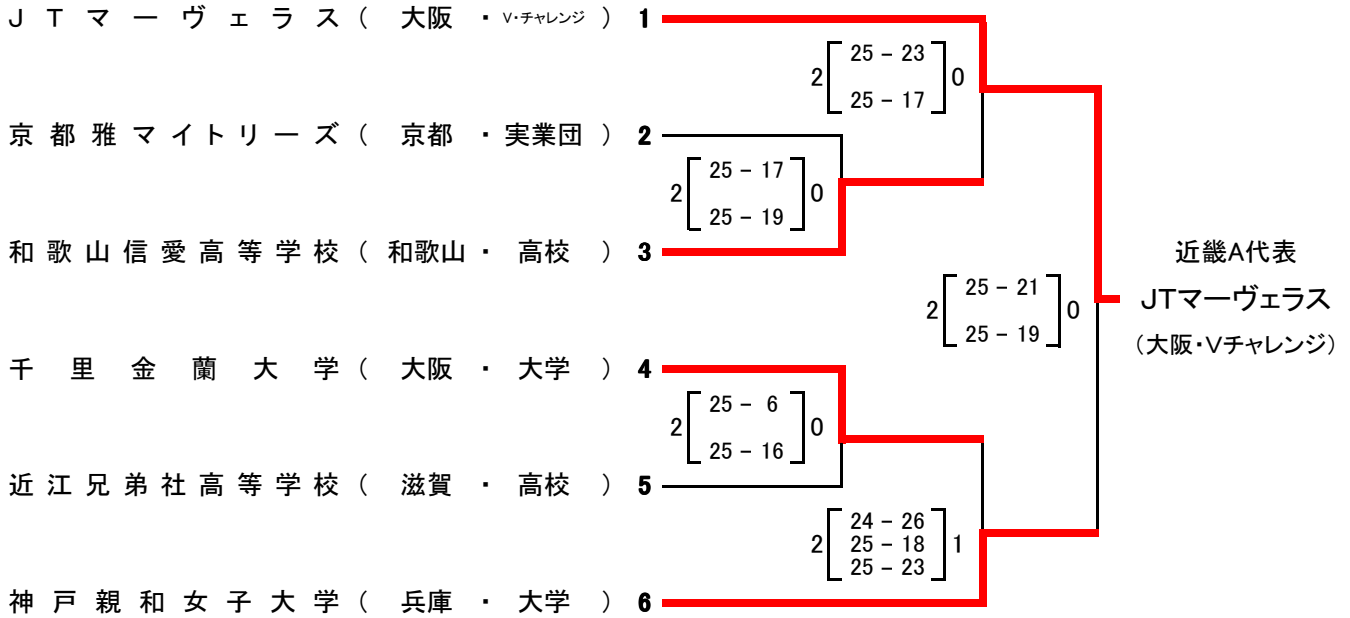 JTマーヴェラス( 大阪 ・ V・チャレンジ ) 1
2 25 - 23 0
25 - 17
京都雅マイトリーズ( 京都 ・ 実業団 ) 2
2 25 - 17 0
25 - 19
和歌山信愛高等学校( 和歌山 ・ 高校 ) 3
近畿A代表
2 25 - 21 0
25 - 19
JTマーヴェラス
(大阪・Vチャレンジ)
千里金蘭大学( 大阪 ・ 大学 ) 4
2 25 - 6 0
25 - 16
近江兄弟社高等学校( 滋賀 ・ 高校 ) 5
24 - 26
2 25 - 18 1
25 - 23
神戸親和女子大学( 兵庫 ・ 大学 ) 6